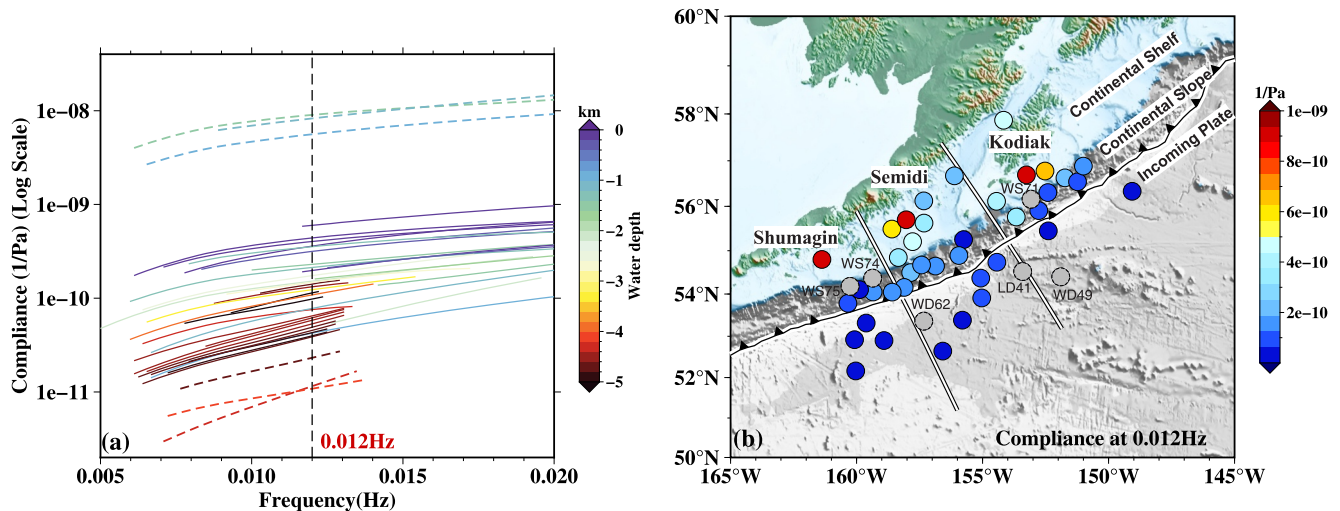 Compliance (1/Pa) (Log Scale)
1e−08
1e−09
1e−10
1e−11
0.005
0.010
0.015
0.020
Frequency(Hz)
(a)
0.012Hz
km
0
−1
−2
−3
−4
−5
Water depth
60°N
58°N
56°N
54°N
52°N
50°N
165°W
160°W
155°W
150°W
145°W
Continental Shelf
Continental Slope
Incoming Plate
Kodiak
Semidi
Shumagin
WS71
WS74
WS75
WD62
LD41
WD49
(b)
Compliance at 0.012Hz
1/Pa
1e−09
8e−10
6e−10
4e−10
2e−10